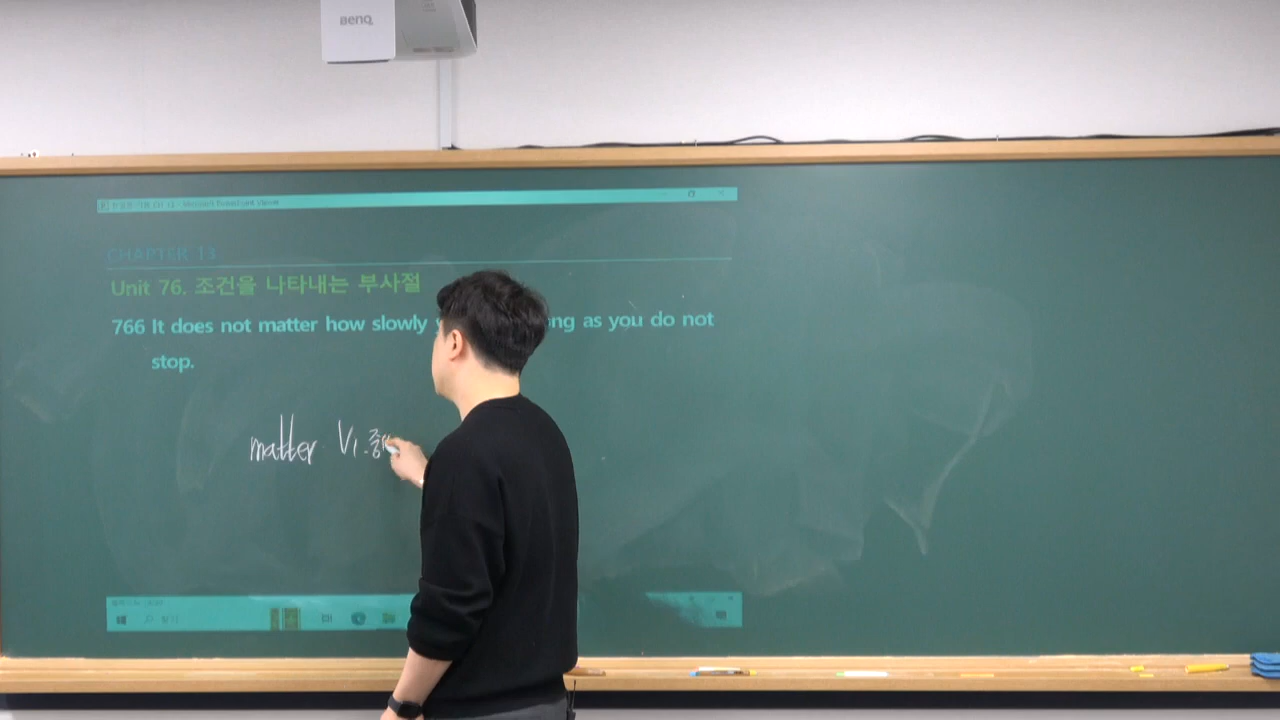 BenQ
CHAPTER 13
Unit 76. 조건을 나타내는 부사절
766 It does not matter how slowly as you do not
stop.
matter Vi.